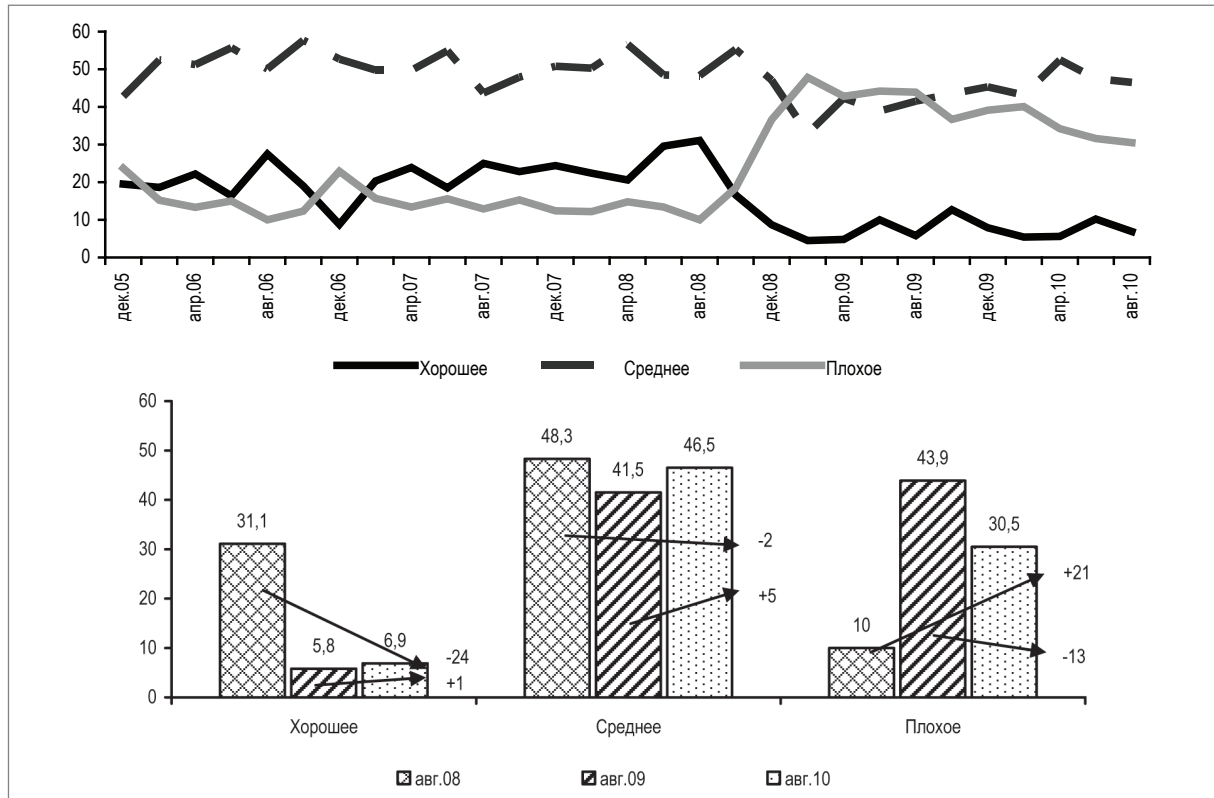 60
50
40
30
20
10
0
дек.05
апр.06
авг.06
дек.06
апр.07
авг.07
дек.07
апр.08
авг.08
дек.08
апр.09
авг.09
дек.09
апр.10
авг.10
Хорошее Среднее Плохое
60
50
40
30
20
10
0
31,1
5,8
6,9
-24
+1
48,3
41,5
46,5
-2
+5
10
43,9
30,5
+21
-13
Хорошее Среднее Плохое
авг.08 авг.09 авг.10